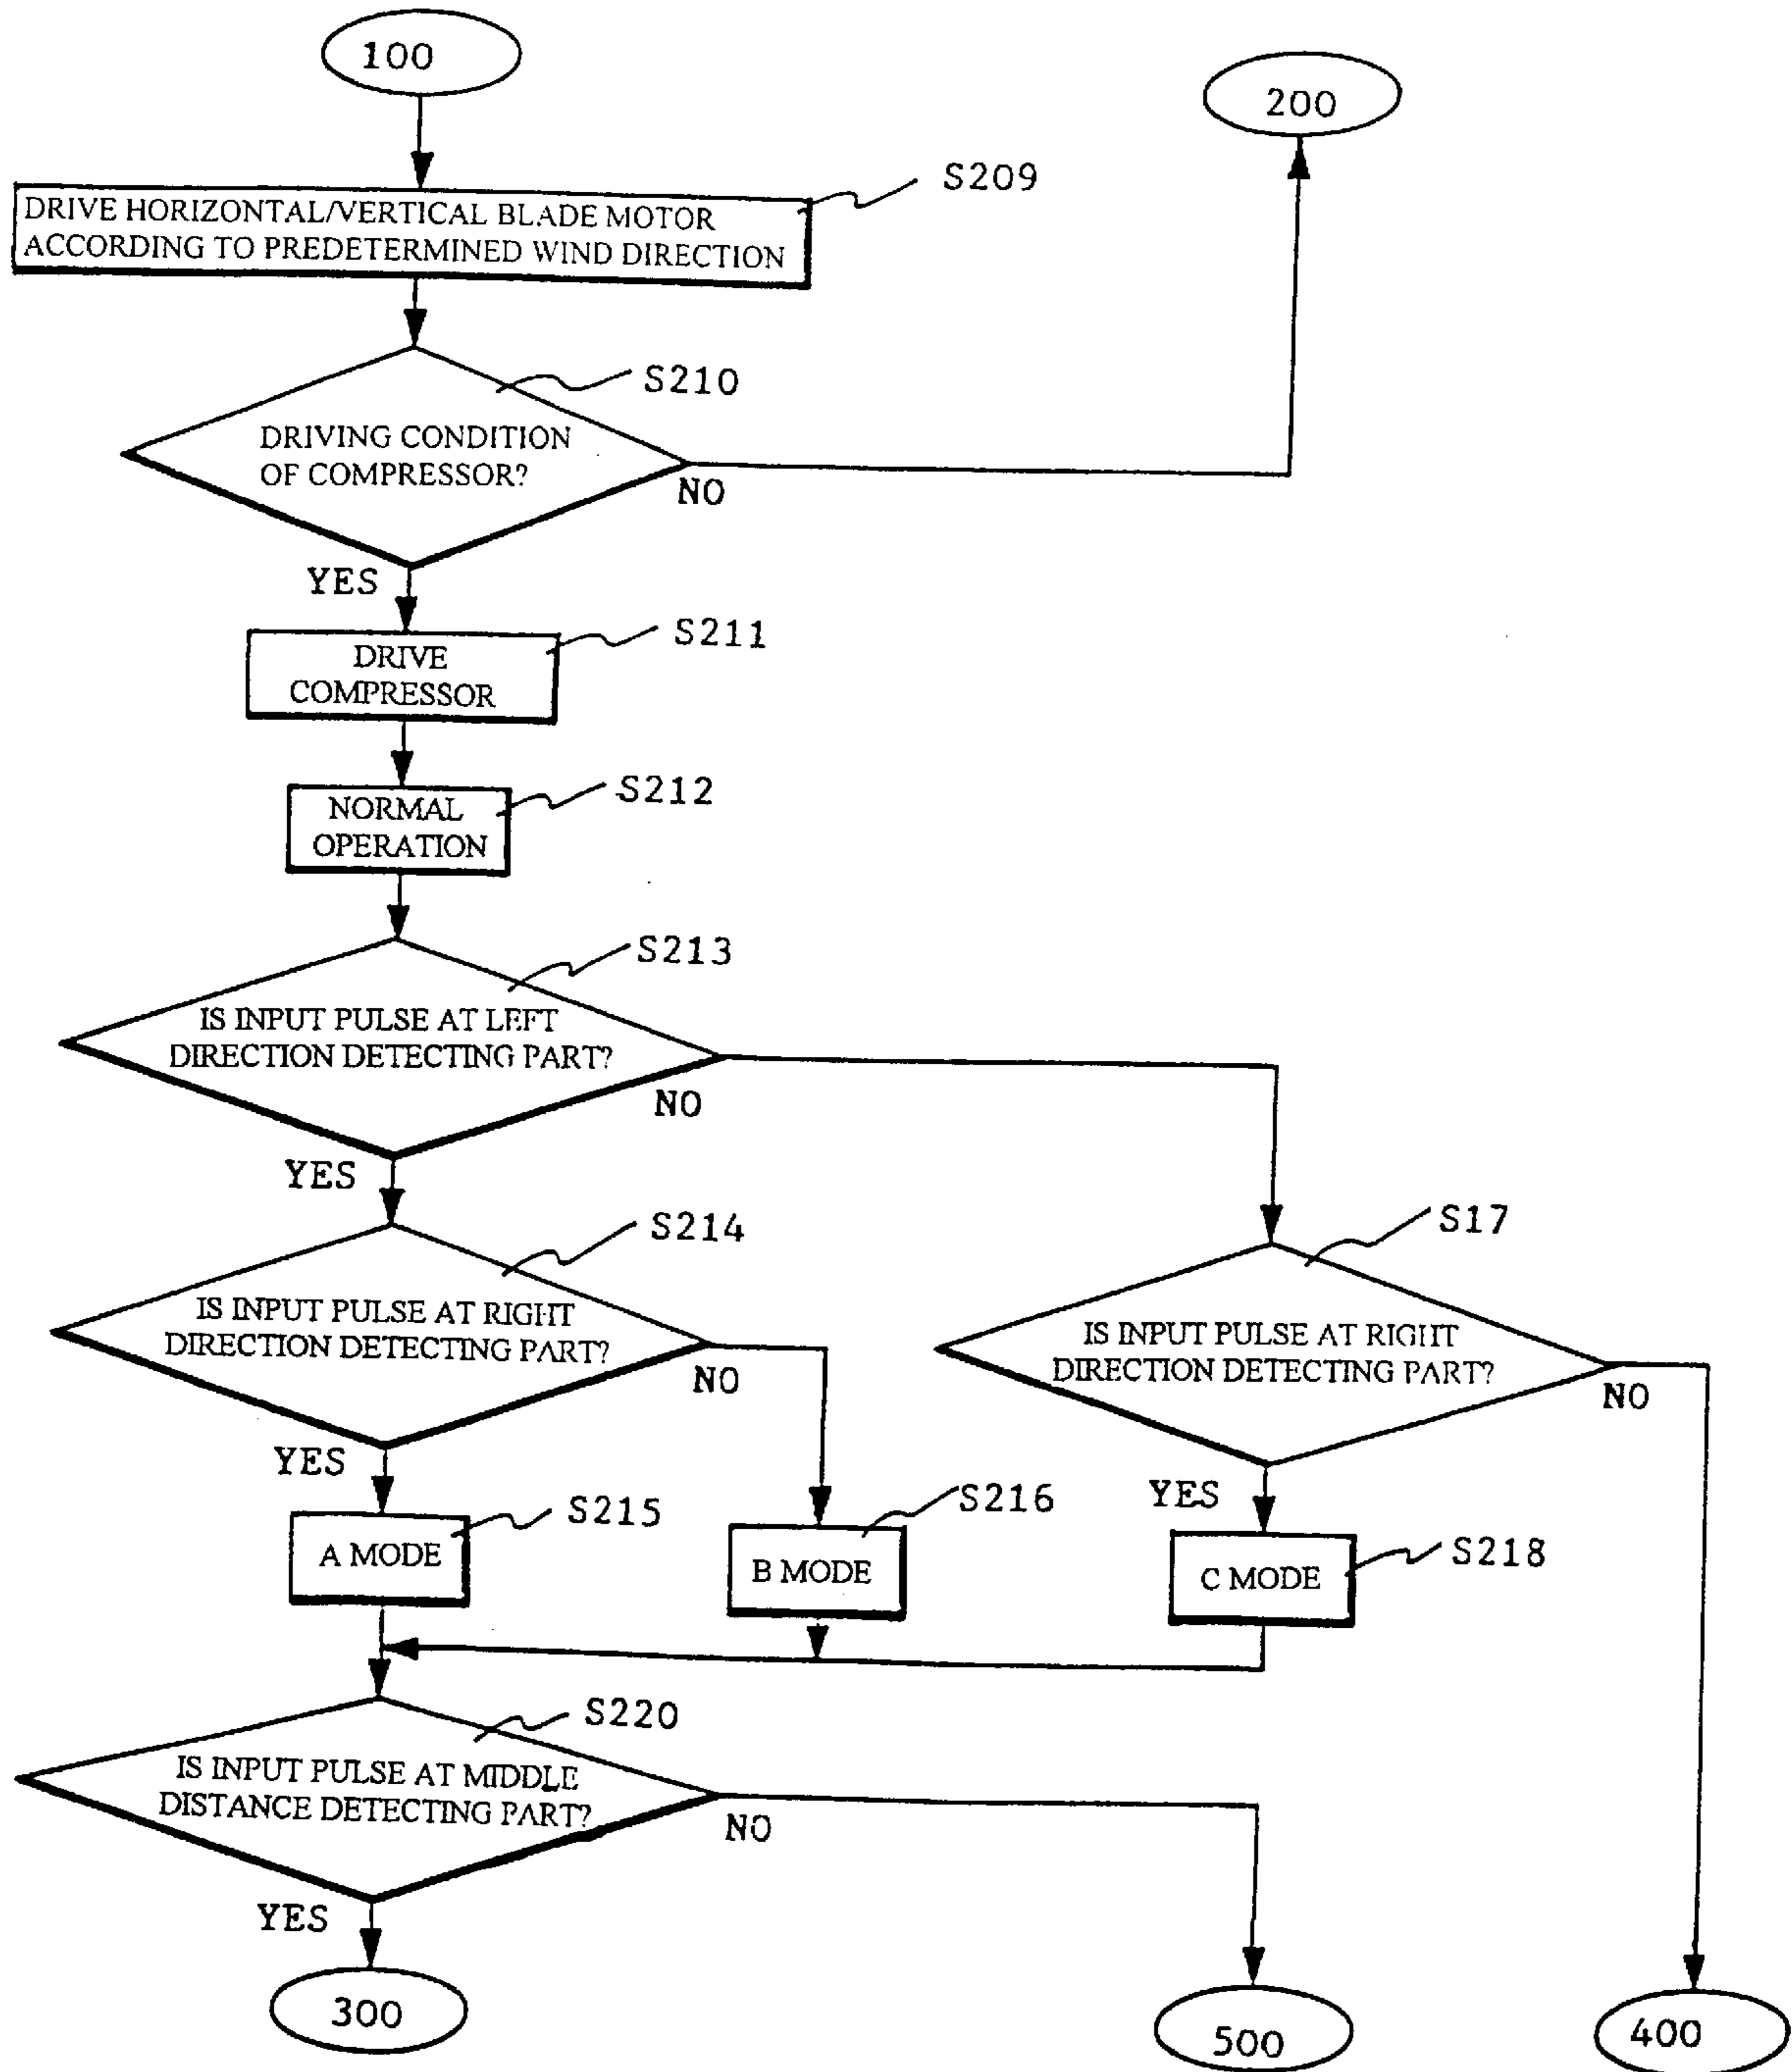 100
200
S209
DRIVE HORIZONTAL/VERTICAL BLADE MOTOR
ACCORDING TO PREDETERMINED WIND DIRECTION
S210
DRIVING CONDITION
OF COMPRESSOR?
NO
YES
S211
DRIVE
COMPRESSOR
S212
NORMAL
OPERATION
S213
IS INPUT PULSE AT LEFT
DIRECTION DETECTING PART?
NO
YES
S214
IS INPUT PULSE AT RIGHT
DIRECTION DETECTING PART?
NO
YES
S17
IS INPUT PULSE AT RIGHT
DIRECTION DETECTING PART?
NO
YES
S215
A MODE
S216
B MODE
S218
C MODE
S220
IS INPUT PULSE AT MIDDLE
DISTANCE DETECTING PART?
NO
YES
300
500
400